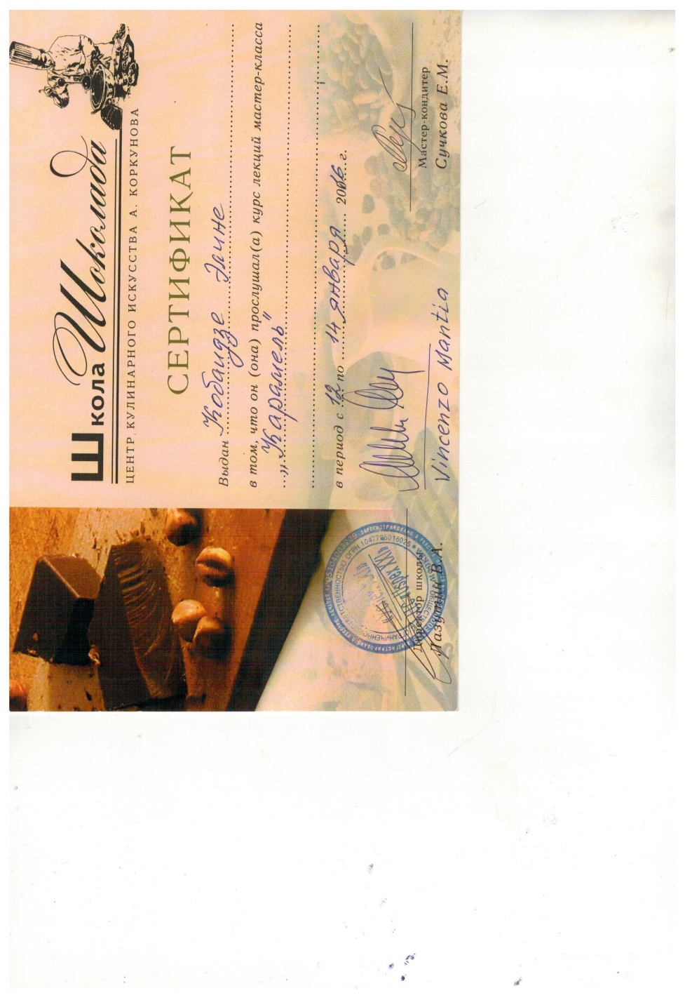 Школа Шоколада
ЦЕНТР КУЛИНАРНОГО ИСКУССТВА А. КОРКУНОВА
СЕРТИФИКАТ
Выдан Кобаидзе Элине
в том, что он (она) прослушал(а) курс лекций мастер-класса
„Карамель"
в период с 12 по 14 января 2006 г.
Vincenzo Mantia
Директор школы
Мазутин В.А.
Мастер-кондитер
Сучкова Е.М.